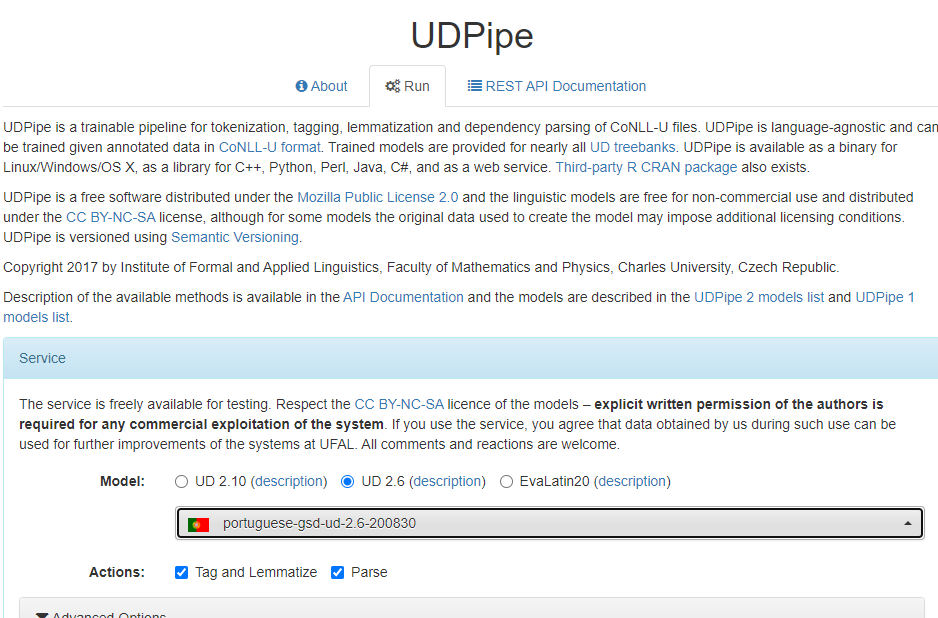 UDPipe
About
Run
REST API Documentation
UDPipe is a trainable pipeline for tokenization, tagging, lemmatization and dependency parsing of CoNLL-U files. UDPipe is language-agnostic and can
be trained given annotated data in CoNLL-U format. Trained models are provided for nearly all UD treebanks. UDPipe is available as a binary for
Linux/Windows/OS X, as a library for C++, Python, Perl, Java, C#, and as a web service. Third-party R CRAN package also exists.
UDPipe is a free software distributed under the Mozilla Public License 2.0 and the linguistic models are free for non-commercial use and distributed
under the CC BY-NC-SA license, although for some models the original data used to create the model may impose additional licensing conditions.
UDPipe is versioned using Semantic Versioning.
Copyright 2017 by Institute of Formal and Applied Linguistics, Faculty of Mathematics and Physics, Charles University, Czech Republic.
Description of the available methods is available in the API Documentation and the models are described in the UDPipe 2 models list and UDPipe 1
models list.
Service
The service is freely available for testing. Respect the CC BY-NC-SA licence of the models – explicit written permission of the authors is
required for any commercial exploitation of the system. If you use the service, you agree that data obtained by us during such use can be
used for further improvements of the systems at UFAL. All comments and reactions are welcome.
Model: UD 2.10 (description) UD 2.6 (description) EvaLatin20 (description)
portuguese-gsd-ud-2.6-200830
Actions: Tag and Lemmatize Parse
Advanced Options